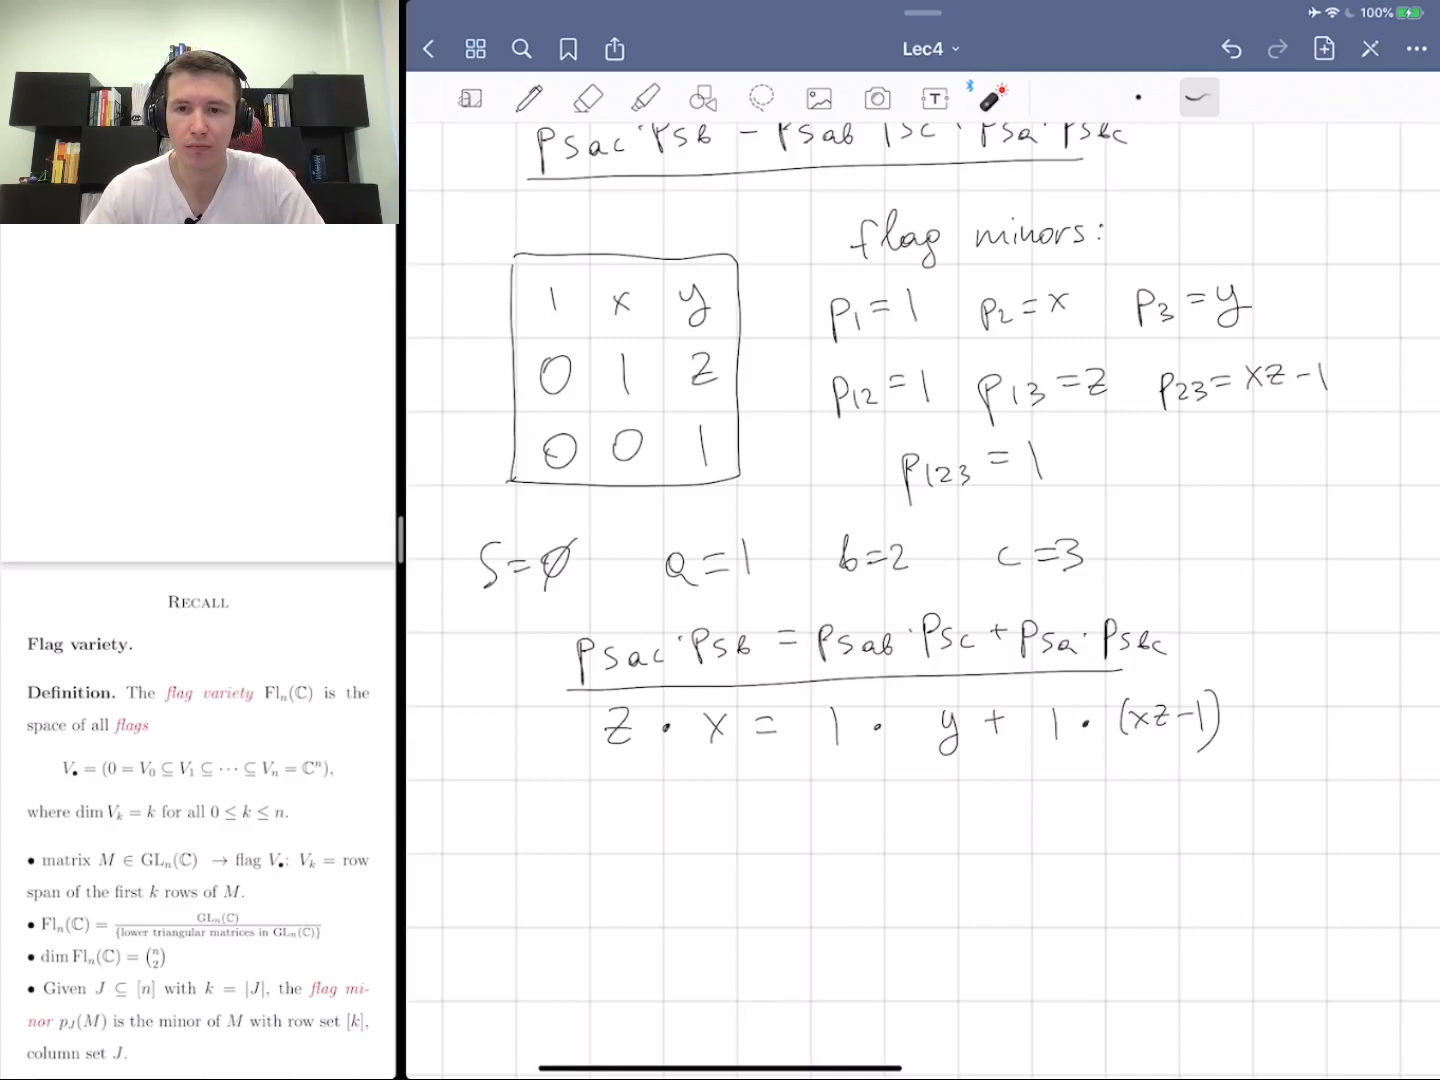 100%
Lec4
T
psac · psb = psab psc · psa · psbc
flag minors:
1 x y
0 1 z
0 0 1
p1 = 1 p2 = x p3 = y
p12 = 1 p13 = z p23 = xz - 1
p123 = 1
S = ∅ a = 1 b = 2 c = 3
pSac · pSb = pSab · pSc + pSa · pSbc
z · x = 1 · y + 1 · (xz - 1)
RECALL
Flag variety.
Definition. The flag variety Flₙ(ℂ) is the
space of all flags
V• = (0 = V₀ ⊆ V₁ ⊆ ··· ⊆ Vₙ = ℂⁿ),
where dim Vₖ = k for all 0 ≤ k ≤ n.
• matrix M ∈ GLₙ(ℂ) → flag V•: Vₖ = row
span of the first k rows of M.
• Flₙ(ℂ) = GLₙ(ℂ) / {lower triangular matrices in GLₙ(ℂ)}
• dim Flₙ(ℂ) = (n 2)
• Given J ⊆ [n] with k = |J|, the flag mi-
nor pJ(M) is the minor of M with row set [k],
column set J.